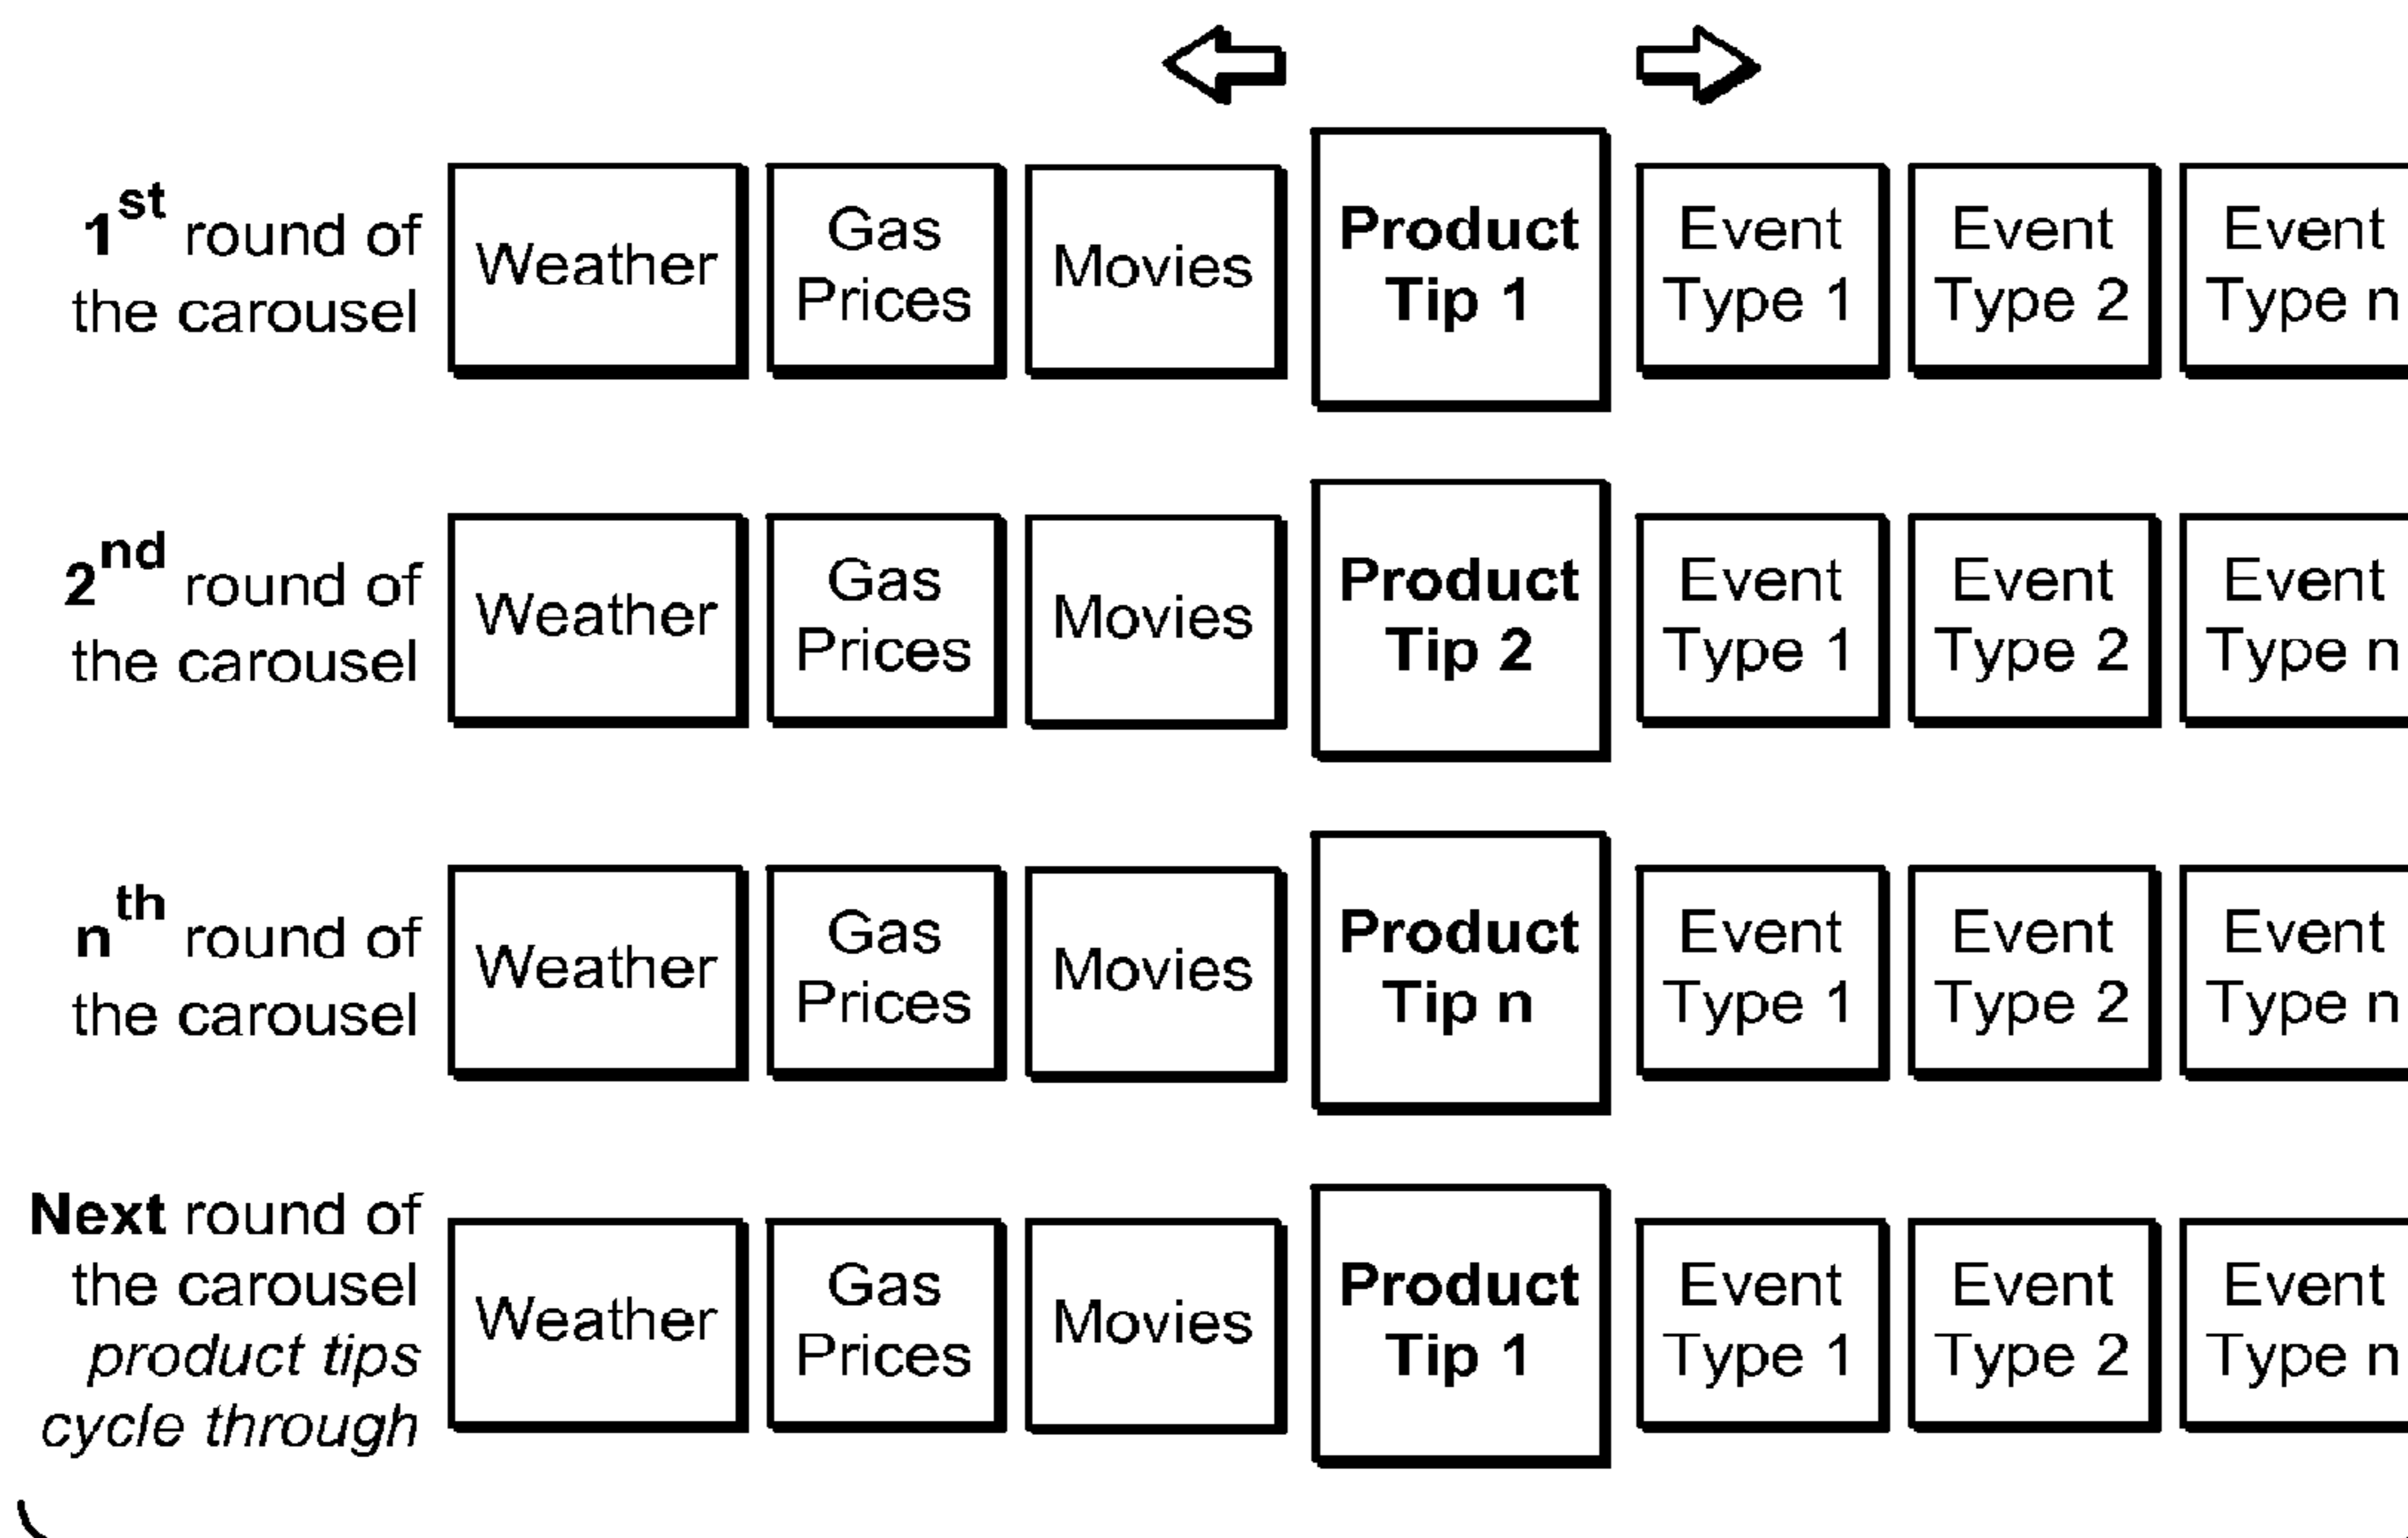 1st round of
the carousel
Weather
Gas
Prices
Movies
Product
Tip 1
Event
Type 1
Event
Type 2
Event
Type n
2nd round of
the carousel
Weather
Gas
Prices
Movies
Product
Tip 2
Event
Type 1
Event
Type 2
Event
Type n
nth round of
the carousel
Weather
Gas
Prices
Movies
Product
Tip n
Event
Type 1
Event
Type 2
Event
Type n
Next round of
the carousel
product tips
cycle through
Weather
Gas
Prices
Movies
Product
Tip 1
Event
Type 1
Event
Type 2
Event
Type n